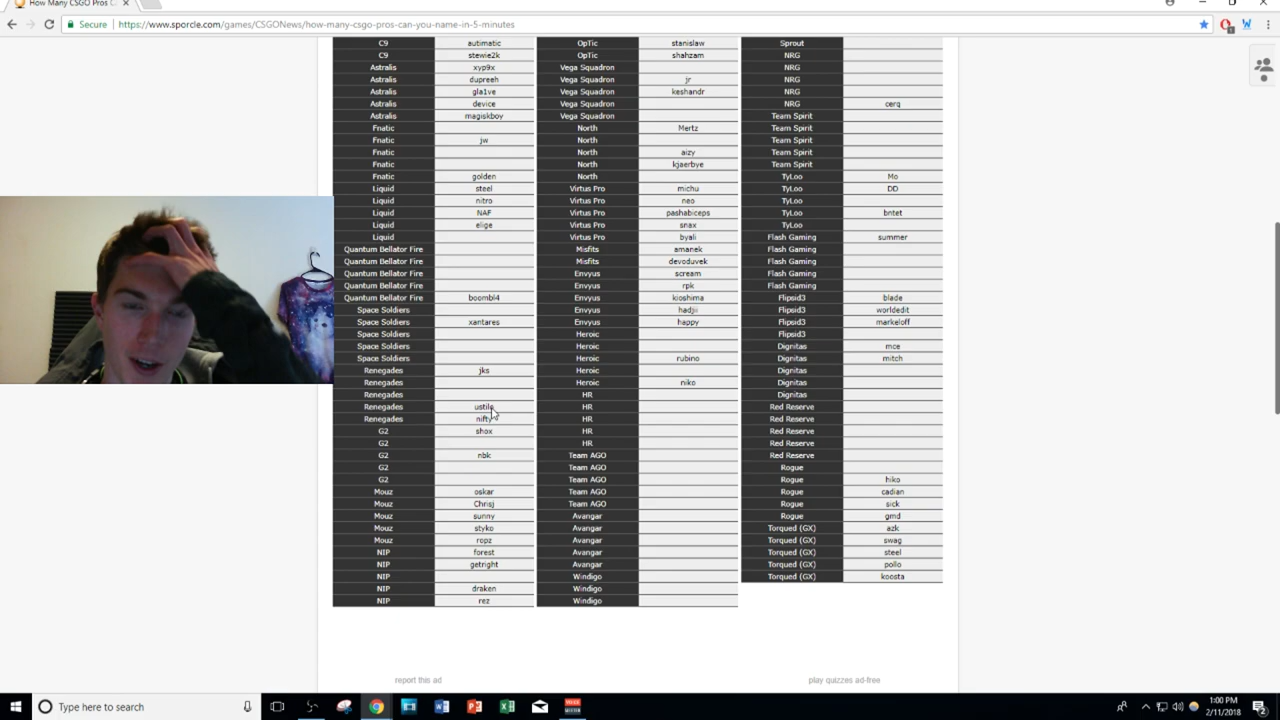 How Many CSGO Pros C
Secure https://www.sporcle.com/games/CSGONews/how-many-csgo-pros-can-you-name-in-5-minutes
C9 autimatic OpTic stanislaw Sprout
C9 stewie2k OpTic shahzam NRG
Astralis xyp9x Vega Squadron NRG
Astralis dupreeh Vega Squadron jr NRG
Astralis gla1ve Vega Squadron keshandr NRG
Astralis device Vega Squadron NRG cerq
Astralis magiskboy Vega Squadron Team Spirit
Fnatic North Mertz Team Spirit
Fnatic jw North Team Spirit
Fnatic North aizy Team Spirit
Fnatic North kjaerbye Team Spirit
Fnatic golden North TyLoo Mo
Liquid steel Virtus Pro michu TyLoo DD
Liquid nitro Virtus Pro neo TyLoo
Liquid NAF Virtus Pro pashabiceps TyLoo bntet
Liquid elige Virtus Pro snax TyLoo
Liquid Virtus Pro byali Flash Gaming summer
Quantum Bellator Fire Misfits amanek Flash Gaming
Quantum Bellator Fire Misfits devoduvek Flash Gaming
Quantum Bellator Fire Envyus scream Flash Gaming
Quantum Bellator Fire Envyus rpk Flash Gaming
Quantum Bellator Fire boombl4 Envyus kioshima Flipsid3 blade
Space Soldiers Envyus hadjii Flipsid3 worldedit
Space Soldiers xantares Envyus happy Flipsid3 markeloff
Space Soldiers Heroic Flipsid3
Space Soldiers Heroic Dignitas mce
Space Soldiers Heroic rubino Dignitas mitch
Renegades jks Heroic Dignitas
Renegades Heroic niko Dignitas
Renegades HR Dignitas
Renegades ustilo HR Red Reserve
Renegades nifty HR Red Reserve
G2 shox HR Red Reserve
G2 HR Red Reserve
G2 nbk Team AGO Red Reserve
G2 Team AGO Rogue
G2 Team AGO Rogue hiko
Mouz oskar Team AGO Rogue cadian
Mouz Chrisj Team AGO Rogue sick
Mouz sunny Avangar Rogue gmd
Mouz styko Avangar Torqued (GX) azk
Mouz ropz Avangar Torqued (GX) swag
NIP forest Avangar Torqued (GX) steel
NIP getright Avangar Torqued (GX) pollo
NIP Windigo Torqued (GX) koosta
NIP draken Windigo
NIP rez Windigo
report this ad play quizzes ad-free
Type here to search
1:00 PM
2/11/2018